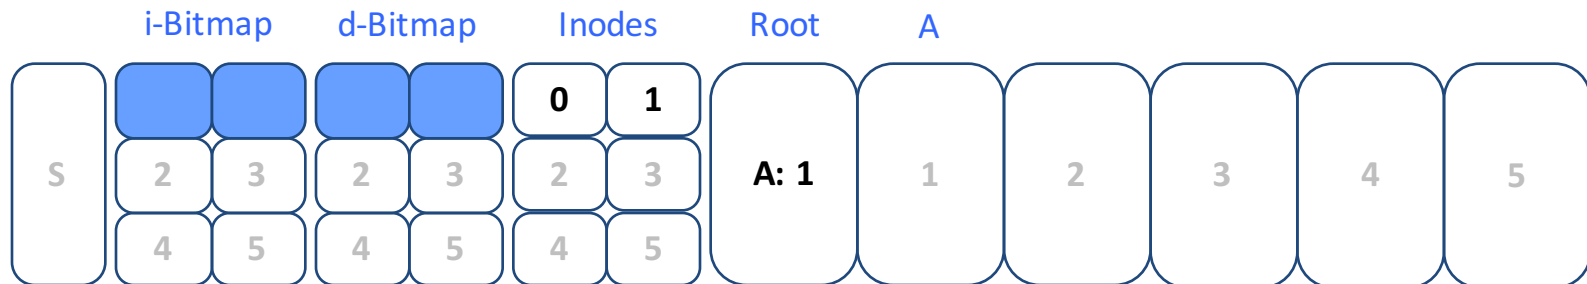 i-Bitmap d-Bitmap Inodes Root A
0 1
S 2 3 2 3 2 3 A: 1 1 2 3 4 5
4 5 4 5 4 5